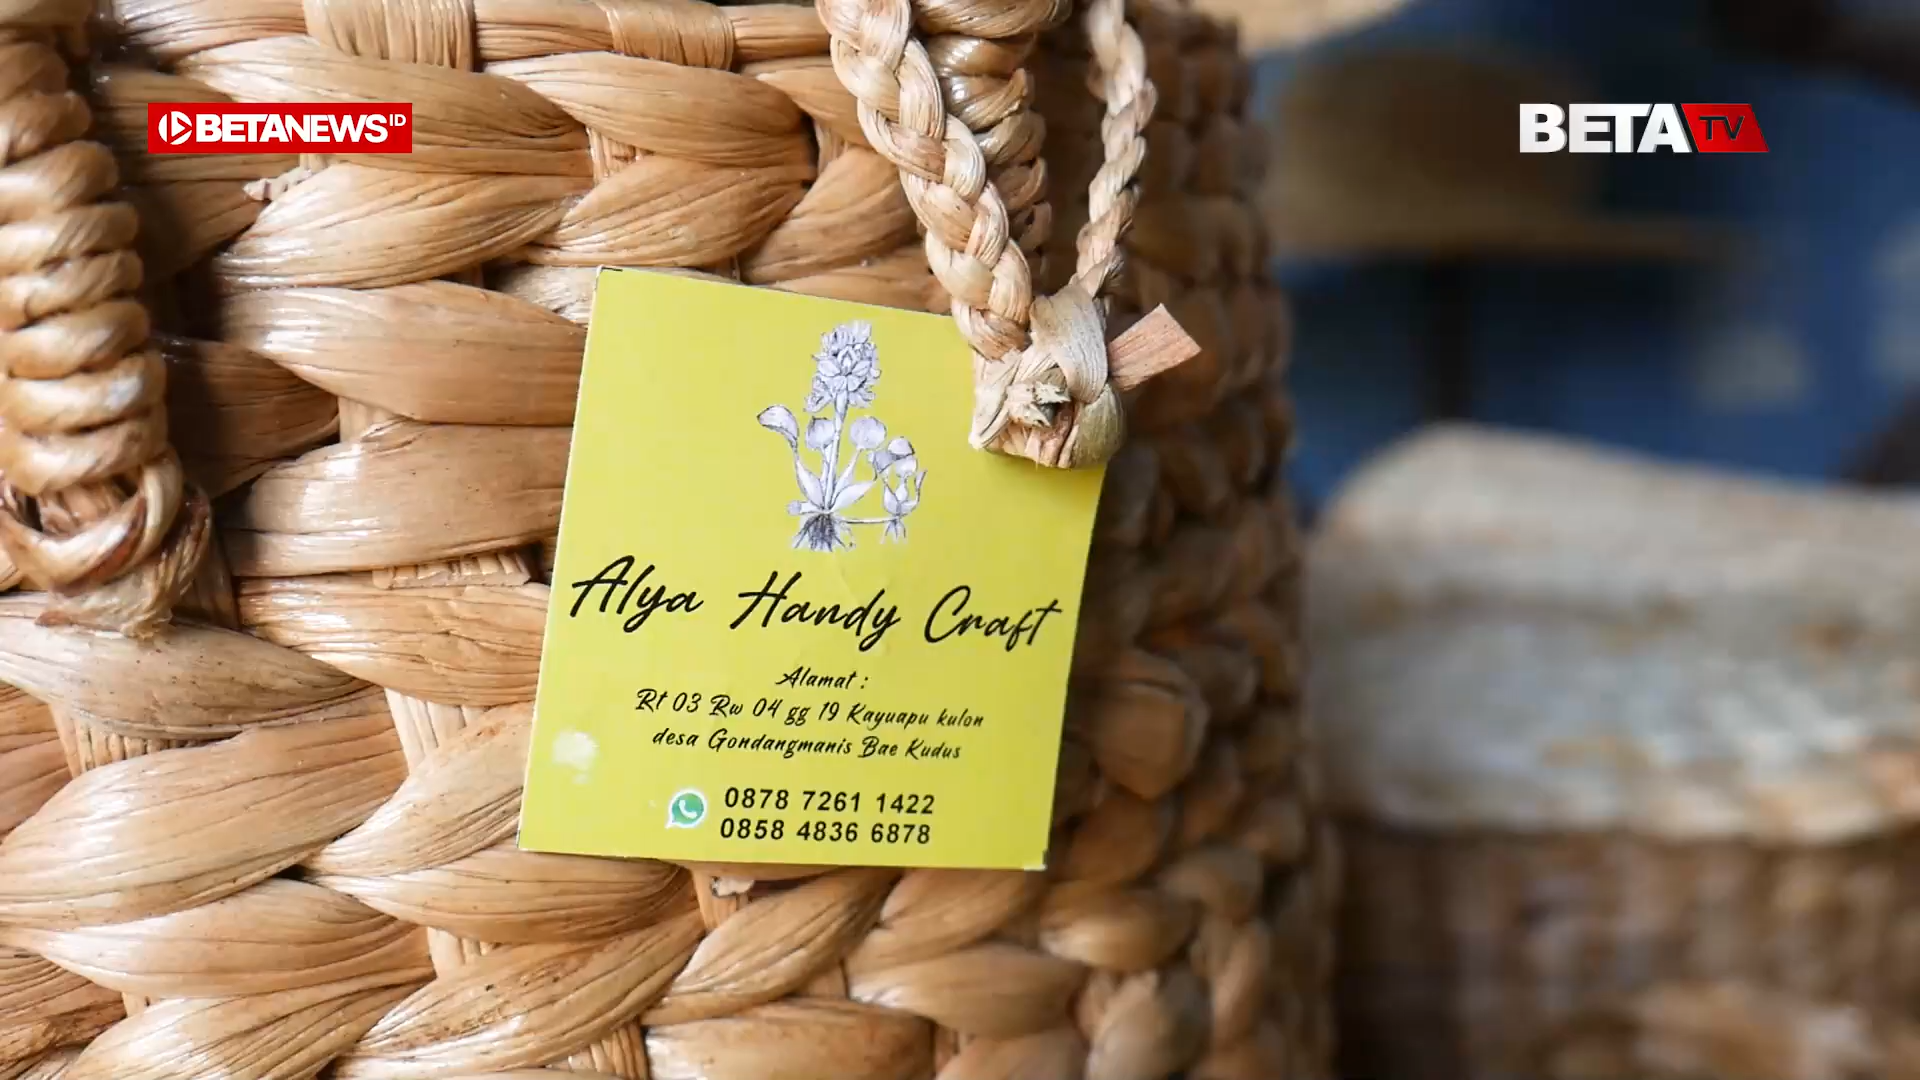 BETANEWS ID
BETA TV
Alya Handy Craft
Alamat :
Rt 03 Rw 04 gg 19 Kayuapu kulon
desa Gondangmanis Bae Kudus
0878 7261 1422
0858 4836 6878